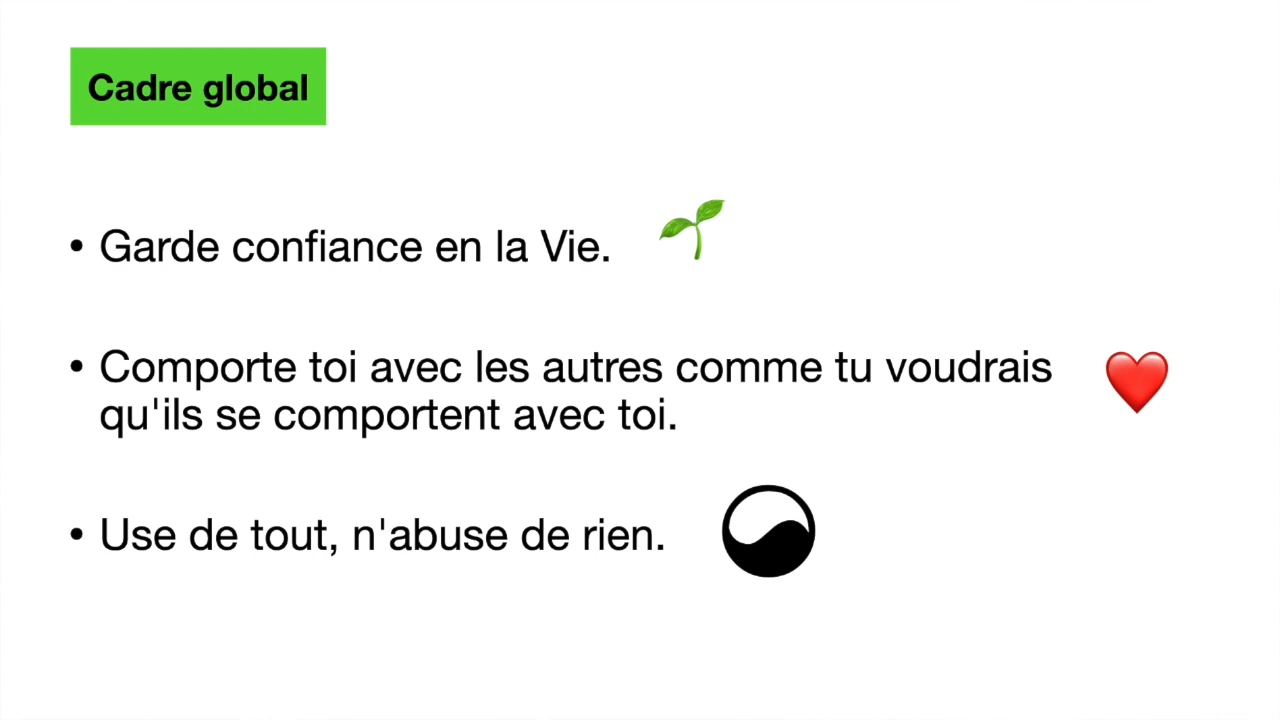 Cadre global
• Garde confiance en la Vie.
• Comporte toi avec les autres comme tu voudrais
qu'ils se comportent avec toi.
• Use de tout, n'abuse de rien.